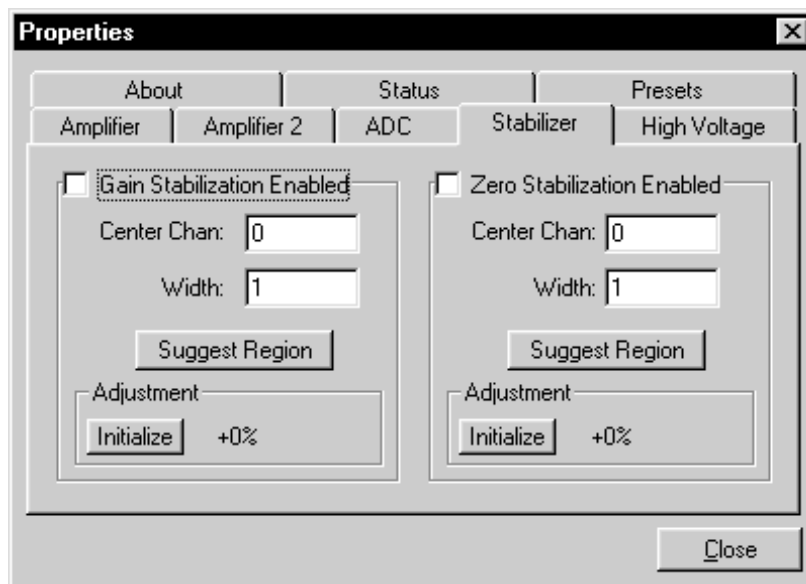 Properties
About Status Presets
Amplifier Amplifier 2 ADC Stabilizer High Voltage
Gain Stabilization Enabled Zero Stabilization Enabled
Center Chan: 0 Center Chan: 0
Width: 1 Width: 1
Suggest Region Suggest Region
Adjustment Adjustment
Initialize +0% Initialize +0%
Close